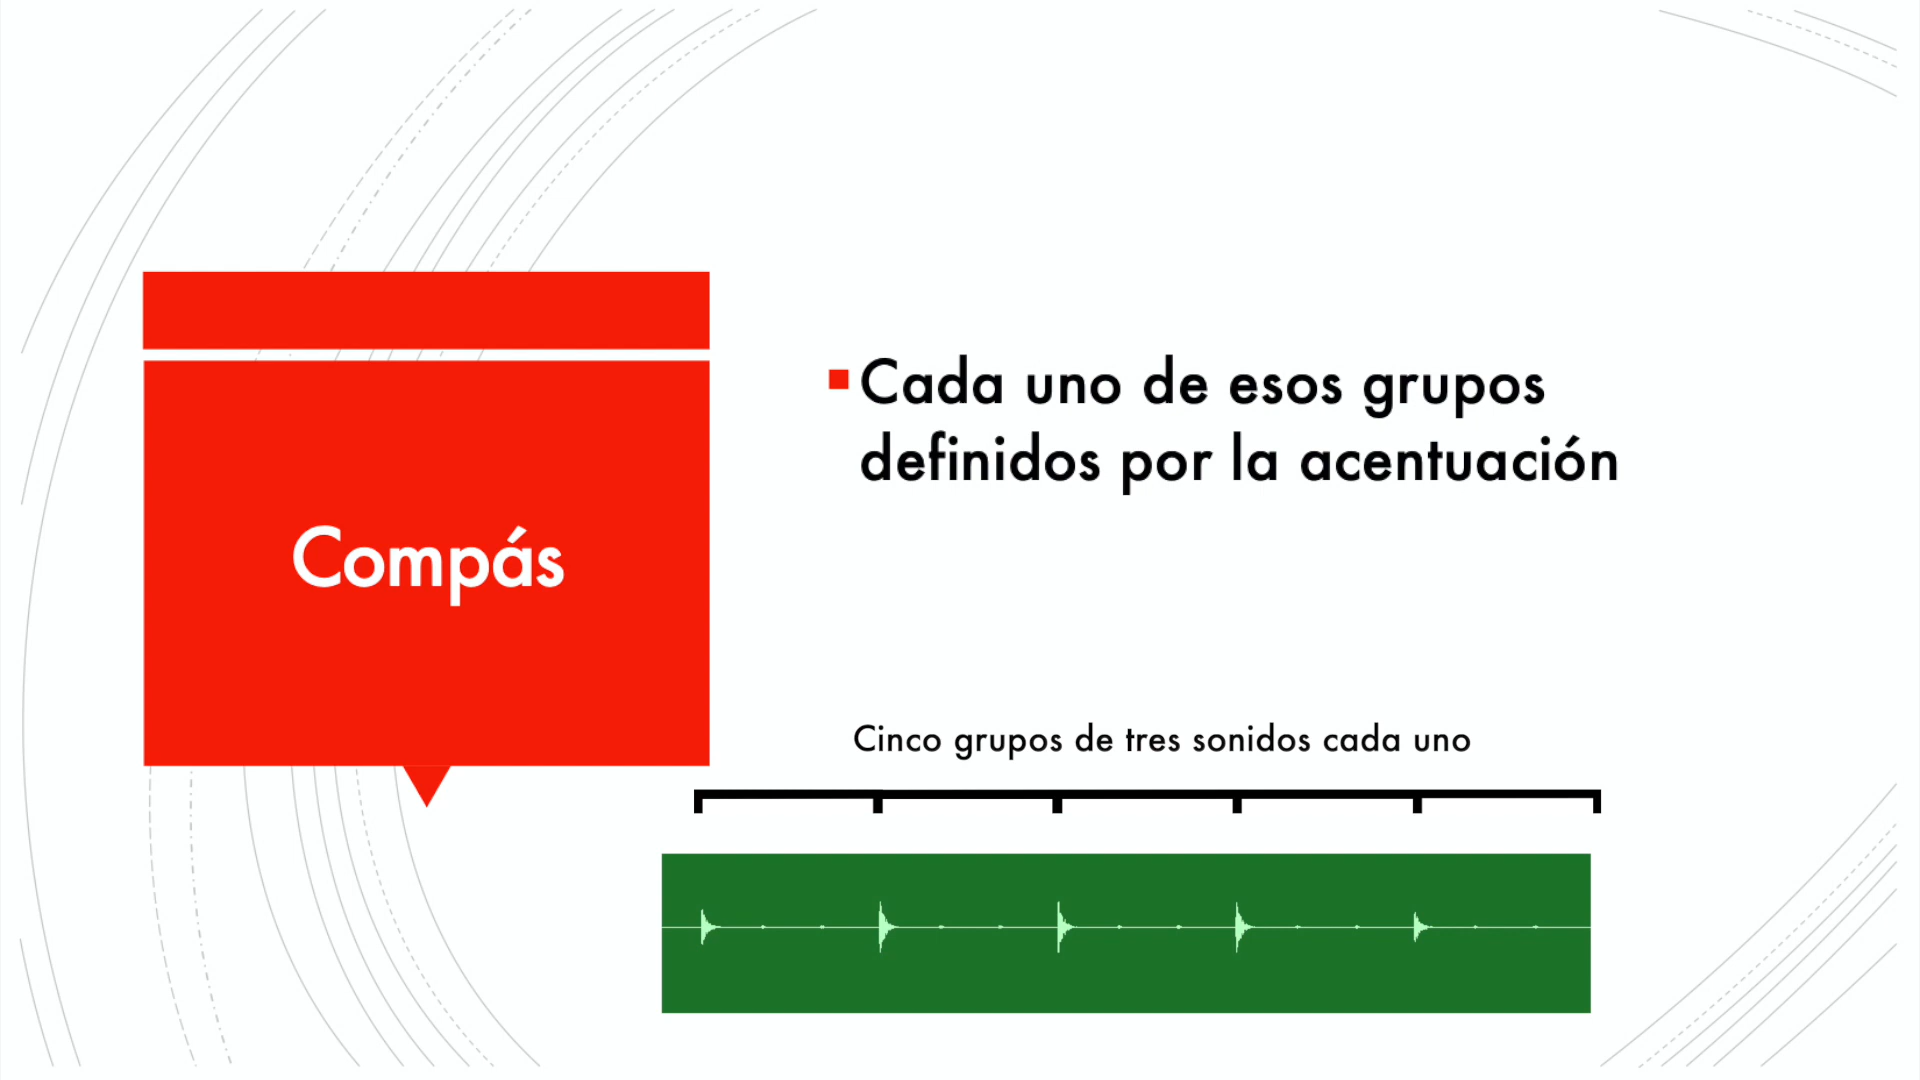 Compás
Cada uno de esos grupos
definidos por la acentuación
Cinco grupos de tres sonidos cada uno